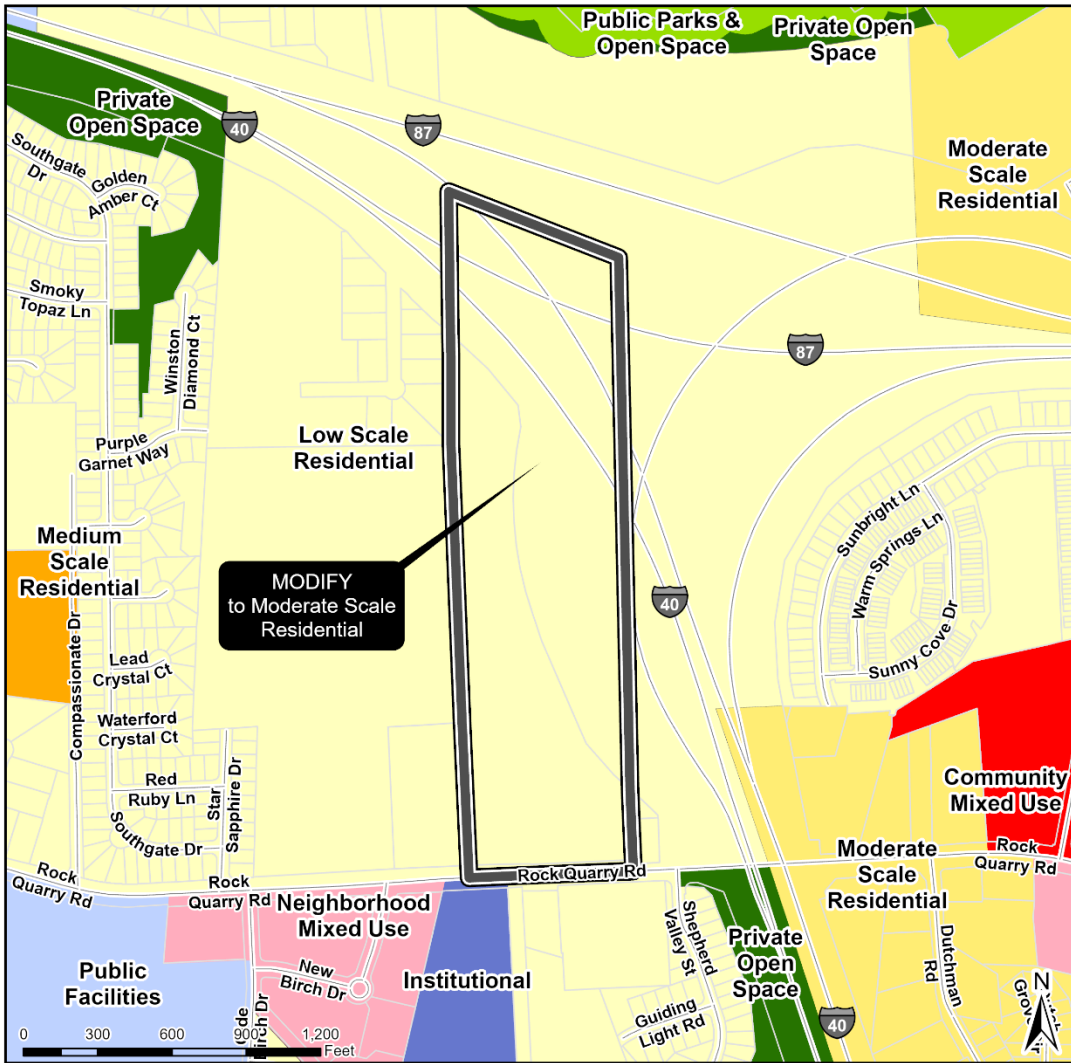 Public Parks &
Open Space
Private Open
Space
Private
Open Space
40
87
Southgate
Dr
Golden
Amber Ct
Moderate
Scale
Residential
Smoky
Topaz Ln
Winston
Diamond Ct
87
Purple
Garnet Way
Low Scale
Residential
Sunbright Ln
Warm Springs Ln
Sunny Cove Dr
Medium
Scale
Residential
MODIFY
to Moderate Scale
Residential
40
Compassionate Dr
Lead
Crystal Ct
Waterford
Crystal Ct
Red
Ruby Ln
Star
Sapphire Dr
Southgate Dr
Community
Mixed Use
Rock
Quarry Rd
Rock
Quarry Rd
Rock Quarry Rd
Moderate
Scale
Residential
Rock
Quarry Rd
Neighborhood
Mixed Use
Shepherd
Valley St
Private
Open
Space
Dutchman
Rd
Public
Facilities
New
Birch Dr
Institutional
Guiding
Light Rd
Birch Dr
40
N
0 300 600 900 1,200
Feet